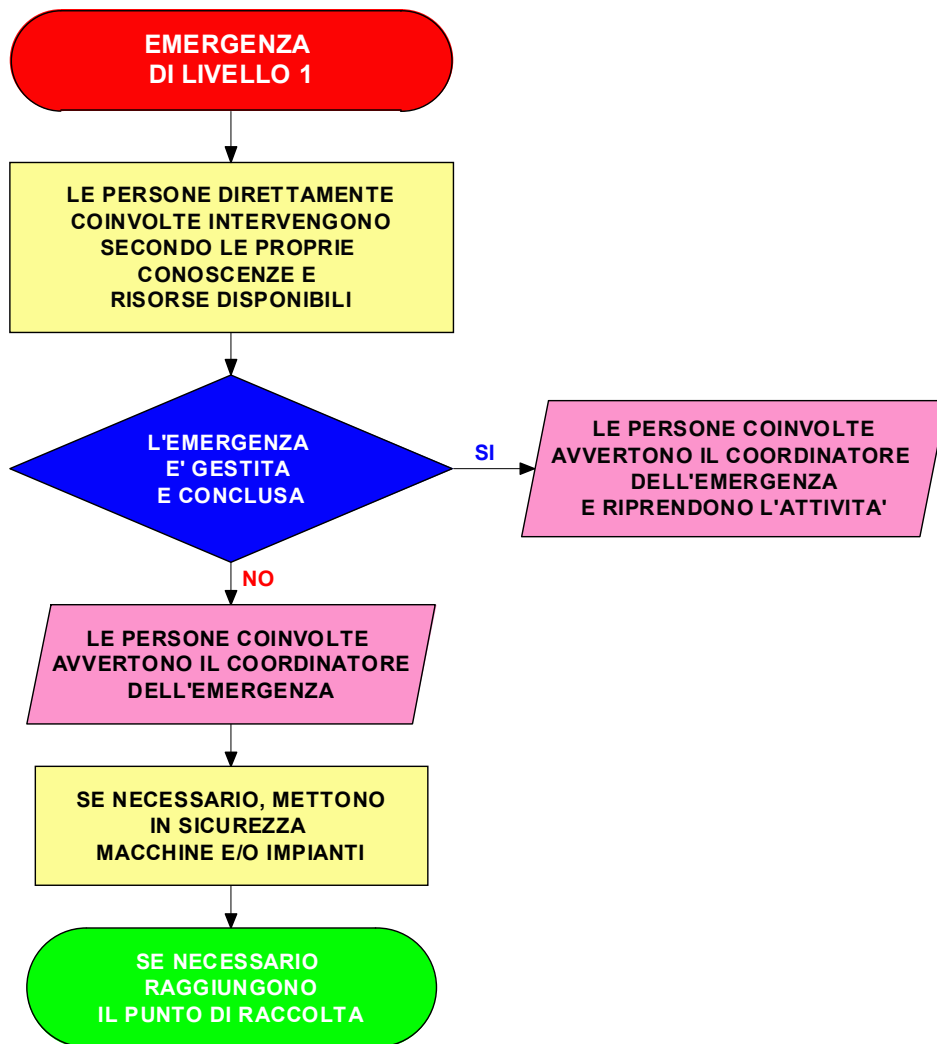 EMERGENZA
DI LIVELLO 1
LE PERSONE DIRETTAMENTE
COINVOLTE INTERVENGONO
SECONDO LE PROPRIE
CONOSCENZE E
RISORSE DISPONIBILI
L'EMERGENZA
E' GESTITA
E CONCLUSA
SI
LE PERSONE COINVOLTE
AVVERTONO IL COORDINATORE
DELL'EMERGENZA
E RIPRENDONO L'ATTIVITA'
NO
LE PERSONE COINVOLTE
AVVERTONO IL COORDINATORE
DELL'EMERGENZA
SE NECESSARIO, METTONO
IN SICUREZZA
MACCHINE E/O IMPIANTI
SE NECESSARIO
RAGGIUNGONO
IL PUNTO DI RACCOLTA